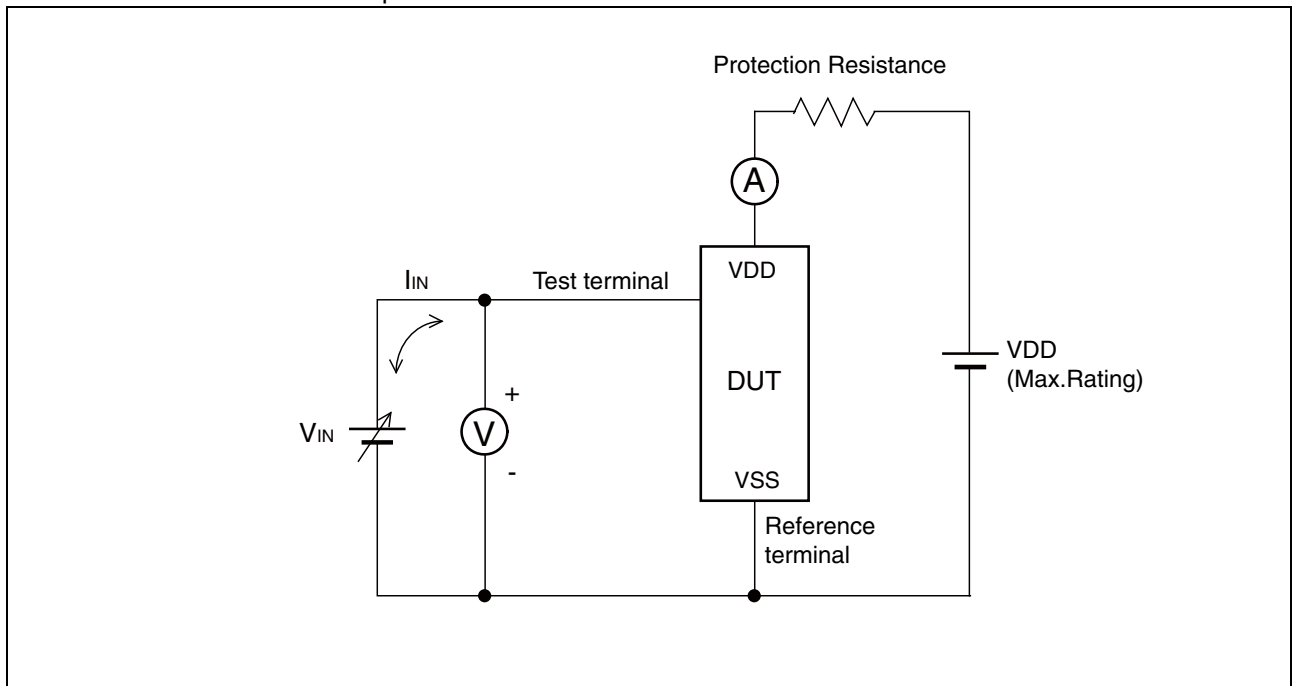 Protection Resistance
A
VDD
IIN
Test terminal
VDD
(Max.Rating)
DUT
+
VIN
V
-
VSS
Reference
terminal